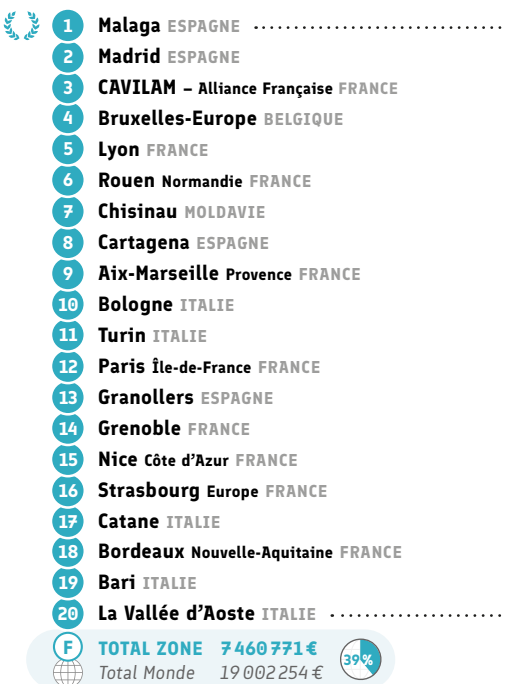 1 Malaga ESPAGNE
2 Madrid ESPAGNE
3 CAVILAM – Alliance Française FRANCE
4 Bruxelles-Europe BELGIQUE
5 Lyon FRANCE
6 Rouen Normandie FRANCE
7 Chisinau MOLDAVIE
8 Cartagena ESPAGNE
9 Aix-Marseille Provence FRANCE
10 Bologne ITALIE
11 Turin ITALIE
12 Paris Île-de-France FRANCE
13 Granollers ESPAGNE
14 Grenoble FRANCE
15 Nice Côte d'Azur FRANCE
16 Strasbourg Europe FRANCE
17 Catane ITALIE
18 Bordeaux Nouvelle-Aquitaine FRANCE
19 Bari ITALIE
20 La Vallée d'Aoste ITALIE
F TOTAL ZONE 7 460 771 € 39%
Total Monde 19 002 254 €